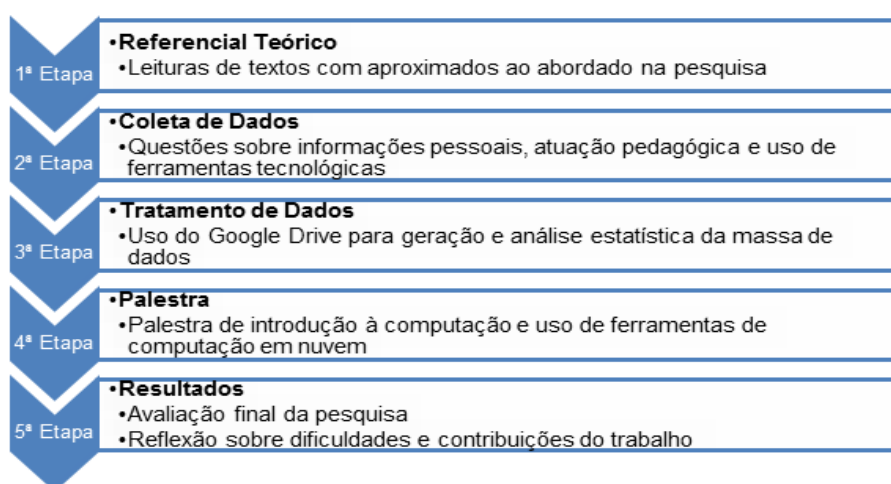 •Referencial Teórico
1ª Etapa
•Leituras de textos com aproximados ao abordado na pesquisa
•Coleta de Dados
2ª Etapa
•Questões sobre informações pessoais, atuação pedagógica e uso de
ferramentas tecnológicas
•Tratamento de Dados
3ª Etapa
•Uso do Google Drive para geração e análise estatística da massa de
dados
•Palestra
4ª Etapa
•Palestra de introdução à computação e uso de ferramentas de
computação em nuvem
•Resultados
5ª Etapa
•Avaliação final da pesquisa
•Reflexão sobre dificuldades e contribuições do trabalho